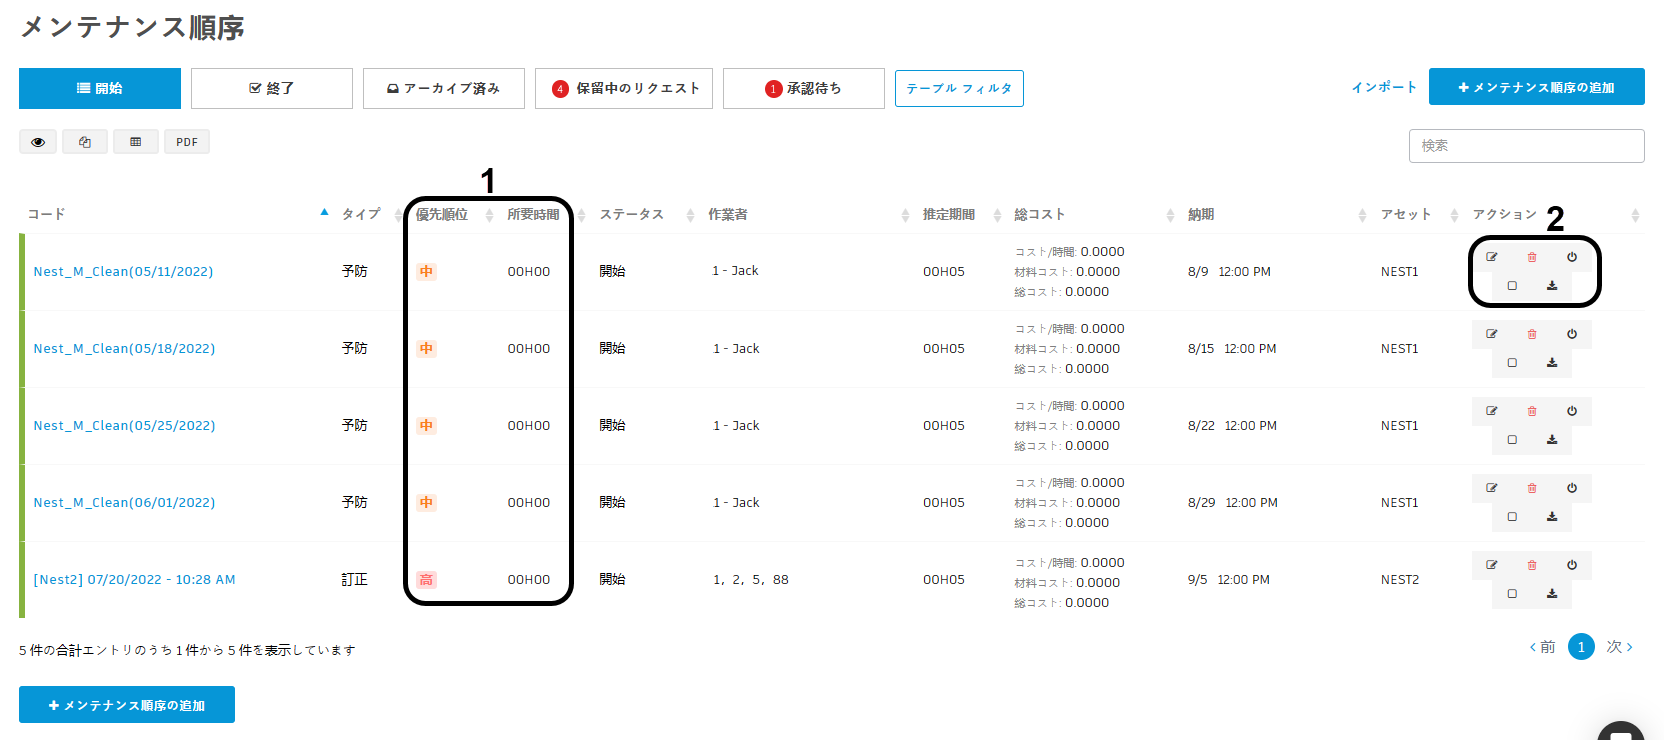 メンテナンス順序
開始
終了
アーカイブ済み
4 保留中のリクエスト
1 承認待ち
テーブル フィルタ
インポート
メンテナンス順序の追加
PDF
検索
1
2
コード タイプ 優先順位 所要時間 ステータス 作業者 推定期間 総コスト 納期 アセット アクション
Nest_M_Clean(05/11/2022) 予防 中 00H00 開始 1 - Jack 00H05 コスト/時間: 0.0000
材料コスト: 0.0000
総コスト: 0.0000
8/9 12:00 PM NEST1
Nest_M_Clean(05/18/2022) 予防 中 00H00 開始 1 - Jack 00H05 コスト/時間: 0.0000
材料コスト: 0.0000
総コスト: 0.0000
8/15 12:00 PM NEST1
Nest_M_Clean(05/25/2022) 予防 中 00H00 開始 1 - Jack 00H05 コスト/時間: 0.0000
材料コスト: 0.0000
総コスト: 0.0000
8/22 12:00 PM NEST1
Nest_M_Clean(06/01/2022) 予防 中 00H00 開始 1 - Jack 00H05 コスト/時間: 0.0000
材料コスト: 0.0000
総コスト: 0.0000
8/29 12:00 PM NEST1
[Nest2] 07/20/2022 - 10:28 AM 訂正 高 00H00 開始 1, 2, 5, 88 00H05 コスト/時間: 0.0000
材料コスト: 0.0000
総コスト: 0.0000
9/5 12:00 PM NEST2
5 件の合計エントリのうち 1 件から 5 件を表示しています
前 1 次
メンテナンス順序の追加